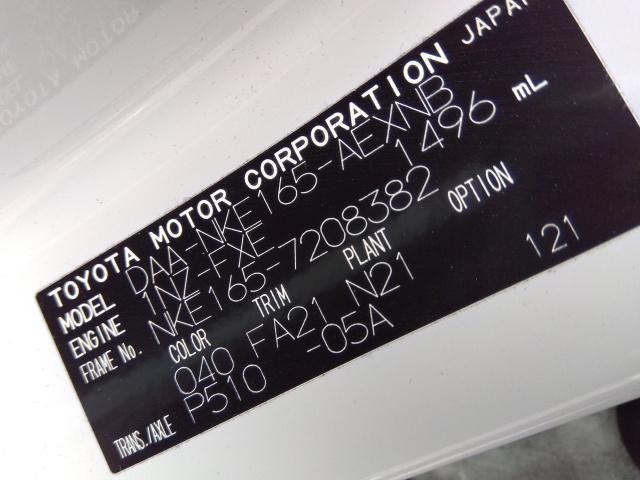 TOYOTA MOTOR CORPORATION JAPAN
MODEL DAA-NKE165-AEXNB
ENGINE 1NZ-FXE 1496 mL
FRAME No. NKE165-7208382
COLOR TRIM PLANT OPTION
040 FA21 N21 121
TRANS./AXLE P510 -05A